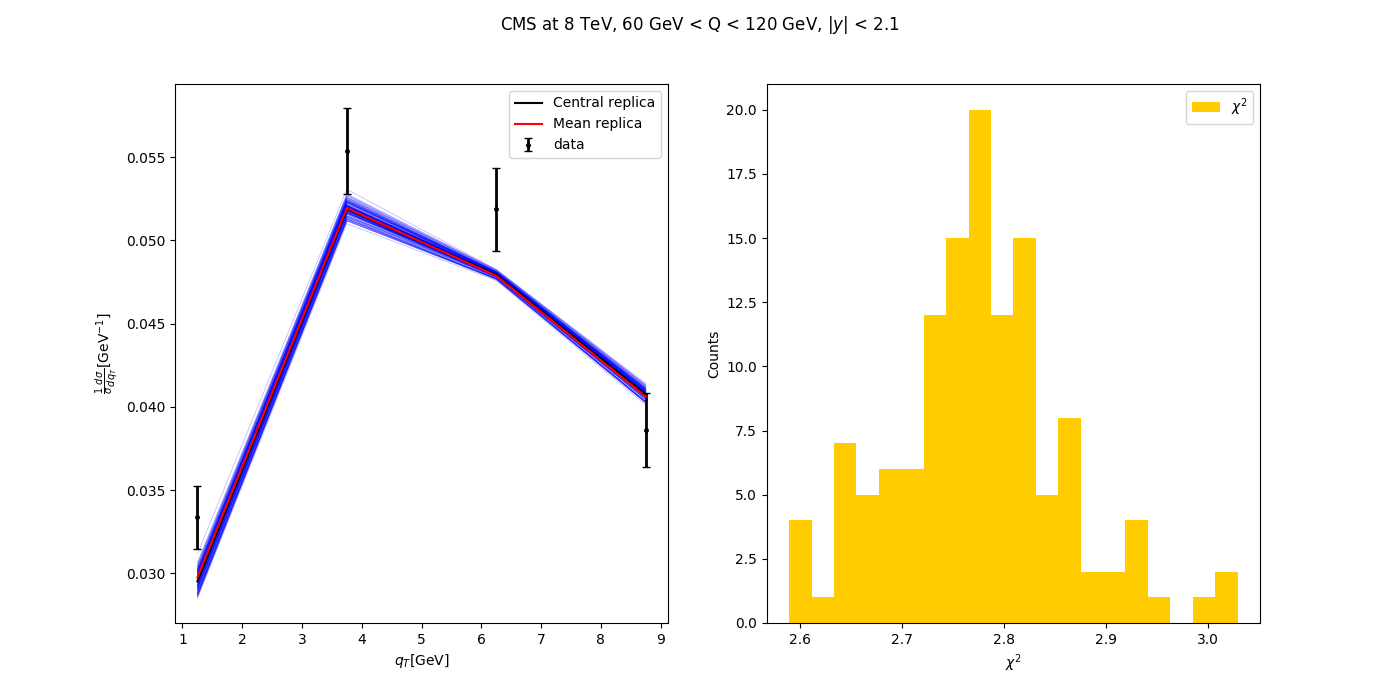 CMS at 8 TeV, 60 GeV < Q < 120 GeV, |y| < 2.1
Central replica
Mean replica
data
0.055
0.050
0.045
0.040
0.035
0.030
1/σ dσ/dq_T [GeV⁻¹]
1 2 3 4 5 6 7 8 9
q_T[GeV]
χ²
20.0
17.5
15.0
12.5
10.0
7.5
5.0
2.5
0.0
Counts
2.6 2.7 2.8 2.9 3.0
χ²